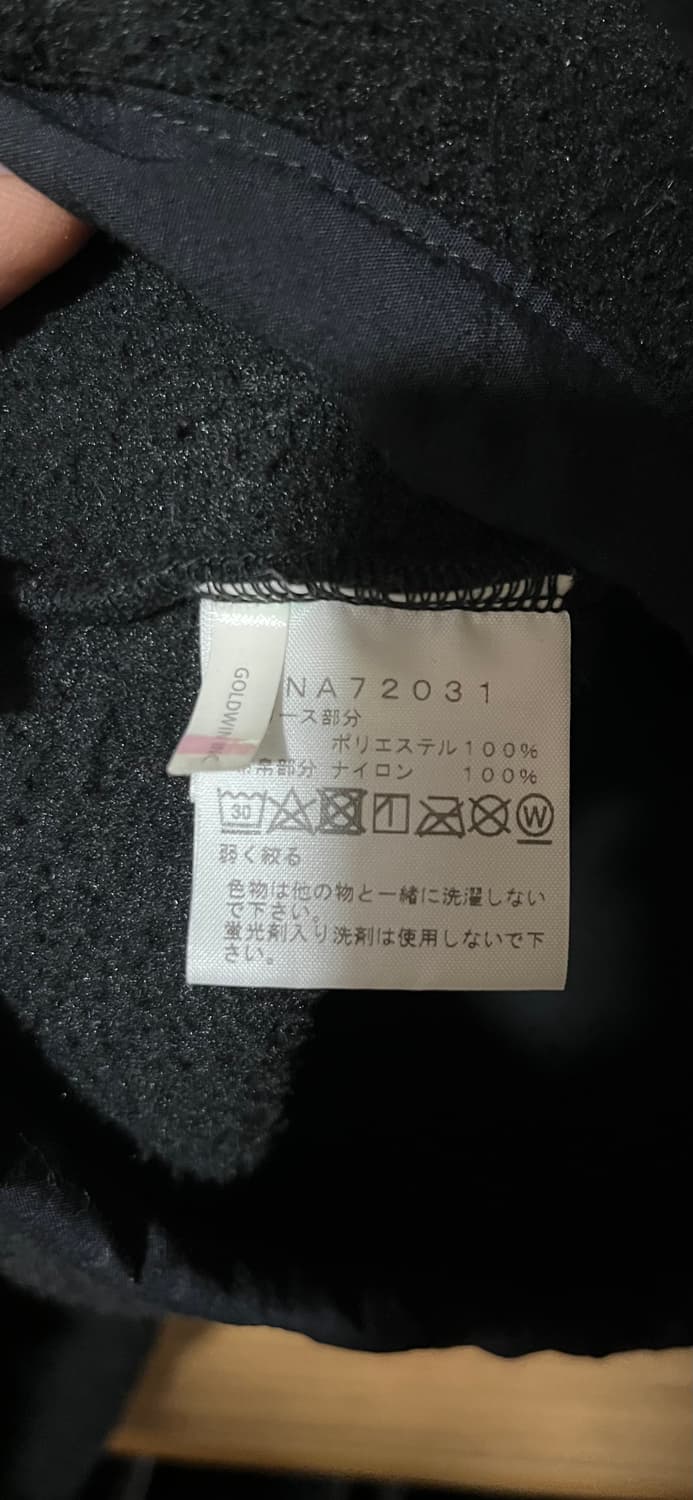 GOLDWIN INC
NA72031
ース部分
ポリエステル100%
布帛部分 ナイロン 100%
30
W
弱く絞る
色物は他の物と一緒に洗濯しない
で下さい。
蛍光剤入り洗剤は使用しないで下
さい。